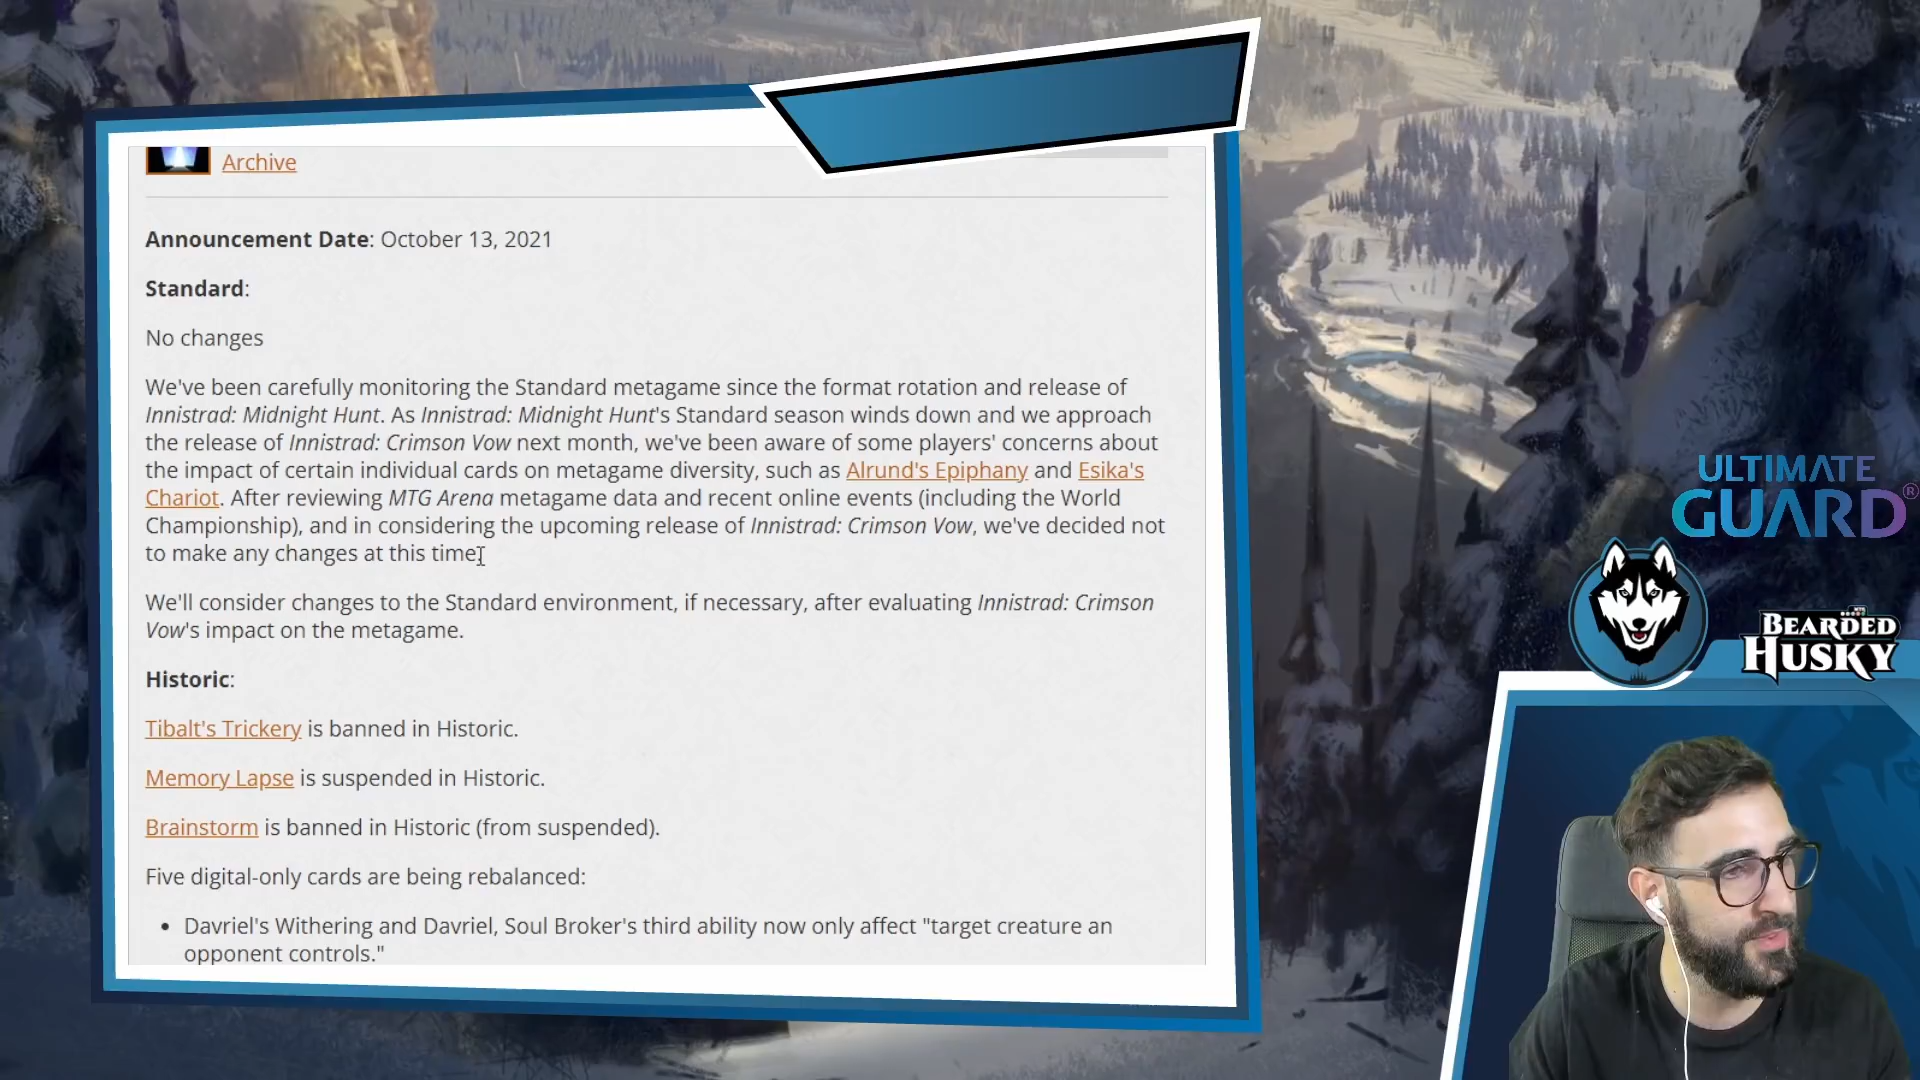 Archive
Announcement Date: October 13, 2021
Standard:
No changes
We've been carefully monitoring the Standard metagame since the format rotation and release of
Innistrad: Midnight Hunt. As Innistrad: Midnight Hunt's Standard season winds down and we approach
the release of Innistrad: Crimson Vow next month, we've been aware of some players' concerns about
the impact of certain individual cards on metagame diversity, such as Alrund's Epiphany and Esika's
Chariot. After reviewing MTG Arena metagame data and recent online events (including the World
Championship), and in considering the upcoming release of Innistrad: Crimson Vow, we've decided not
to make any changes at this time.
We'll consider changes to the Standard environment, if necessary, after evaluating Innistrad: Crimson
Vow's impact on the metagame.
Historic:
Tibalt's Trickery is banned in Historic.
Memory Lapse is suspended in Historic.
Brainstorm is banned in Historic (from suspended).
Five digital-only cards are being rebalanced:
• Davriel's Withering and Davriel, Soul Broker's third ability now only affect "target creature an
opponent controls."
ULTIMATE
GUARD®
BEARDED
HUSKY